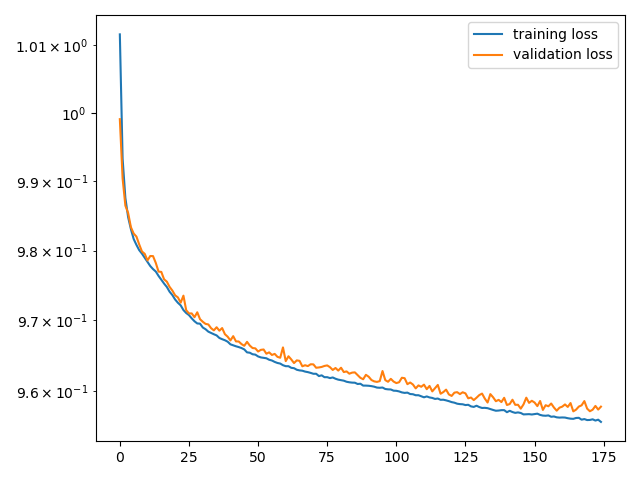 training loss
validation loss
1.01 × 10⁰
10⁰
9.9 × 10⁻¹
9.8 × 10⁻¹
9.7 × 10⁻¹
9.6 × 10⁻¹
0 25 50 75 100 125 150 175